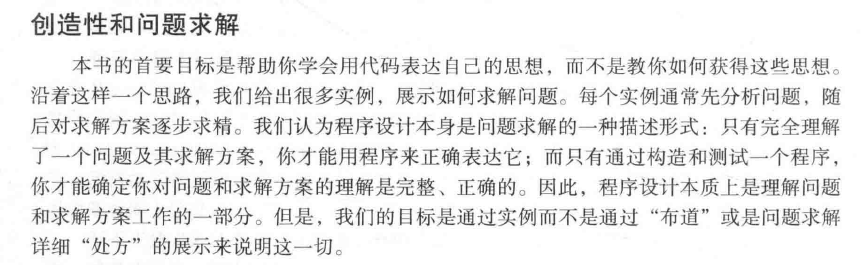 创造性和问题求解
本书的首要目标是帮助你学会用代码表达自己的思想，而不是教你如何获得这些思想。
沿着这样一个思路，我们给出很多实例，展示如何求解问题。每个实例通常先分析问题，随
后对求解方案逐步求精。我们认为程序设计本身是问题求解的一种描述形式：只有完全理解
了一个问题及其求解方案，你才能用程序来正确表达它；而只有通过构造和测试一个程序，
你才能确定你对问题和求解方案的理解是完整、正确的。因此，程序设计本质上是理解问题
和求解方案工作的一部分。但是，我们的目标是通过实例而不是通过“布道”或是问题求解
详细“处方”的展示来说明这一切。